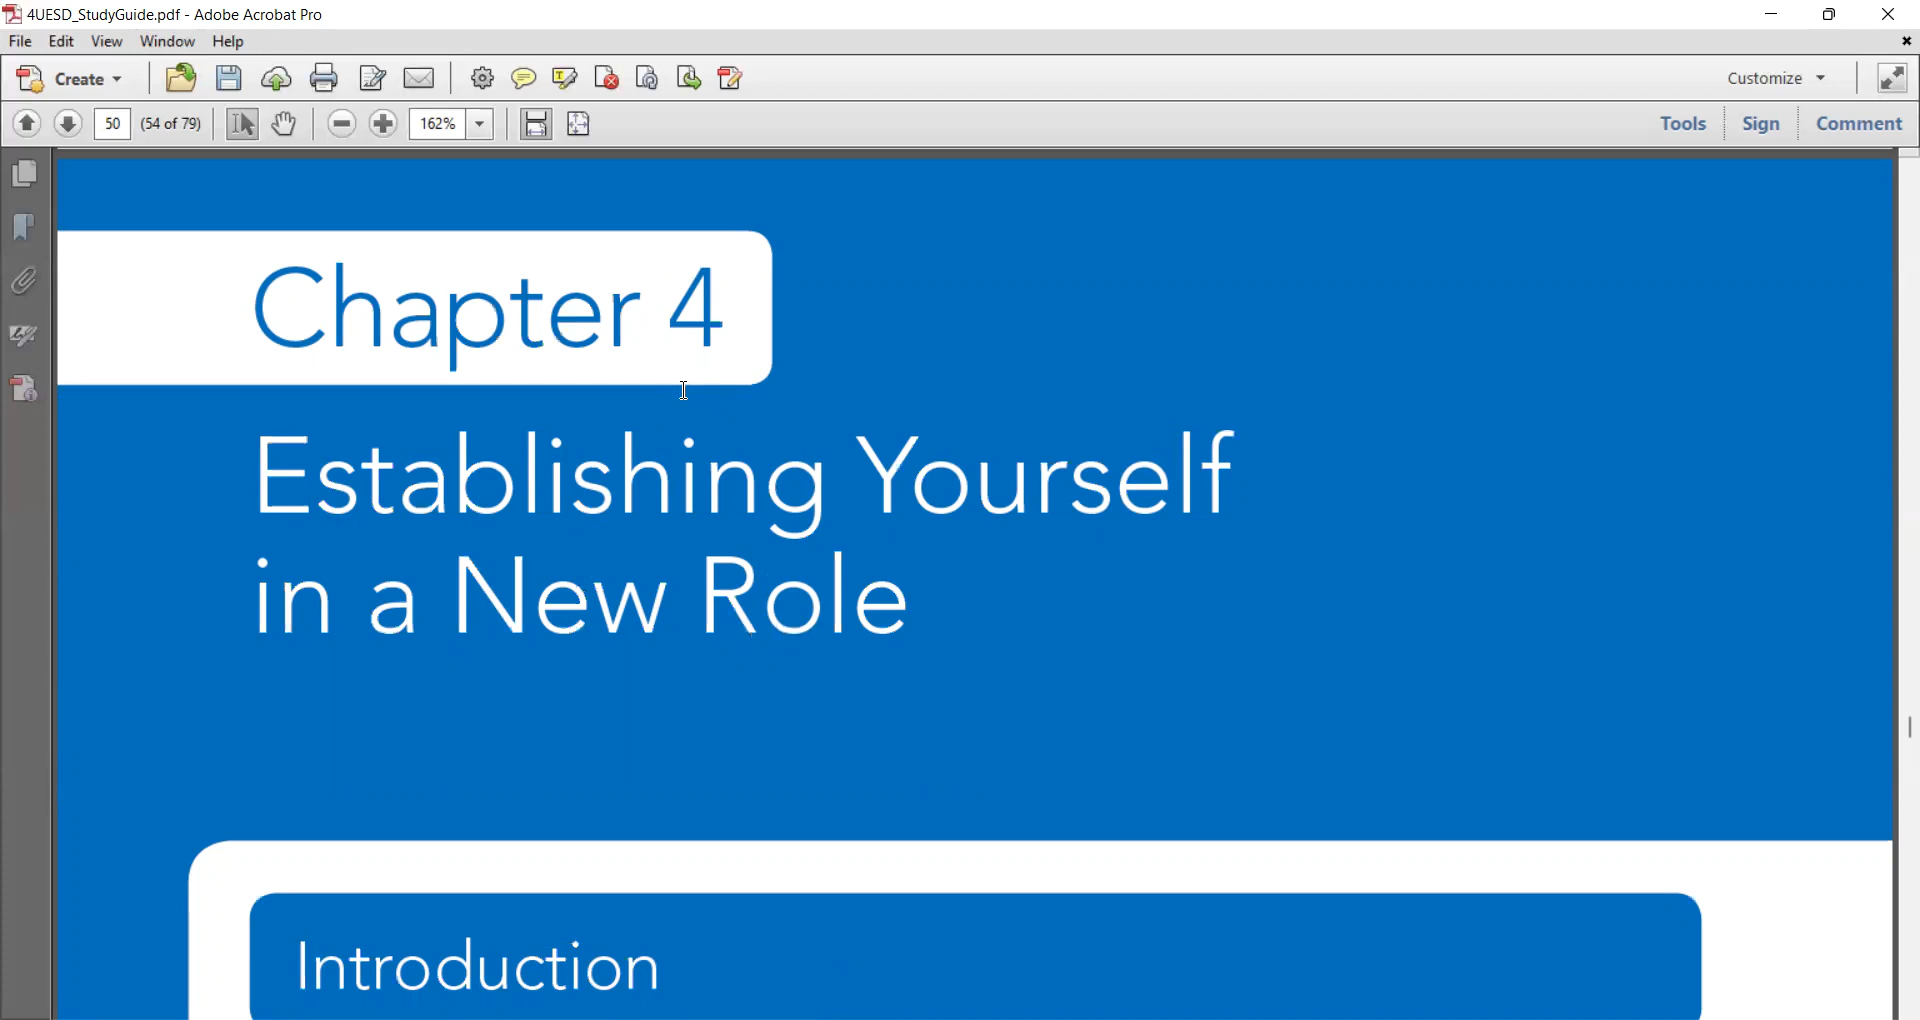 4UESD_StudyGuide.pdf - Adobe Acrobat Pro
File Edit View Window Help
Create Customize
50 (54 of 79) 162% Tools Sign Comment
Chapter 4
Establishing Yourself
in a New Role
Introduction